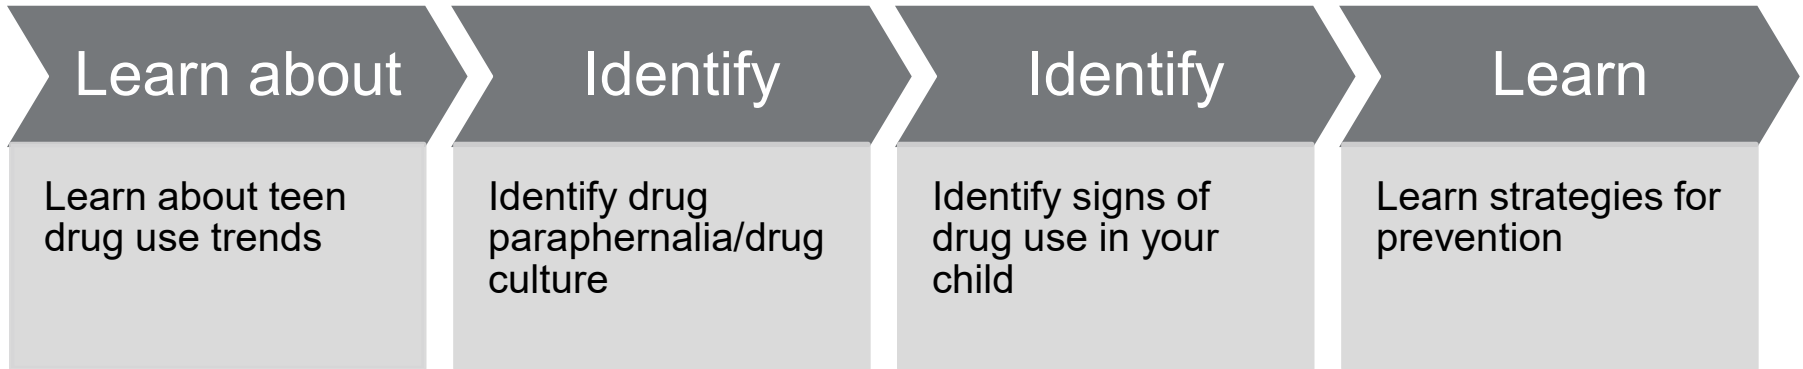 Learn about
Learn about teen
drug use trends
Identify
Identify drug
paraphernalia/drug
culture
Identify
Identify signs of
drug use in your
child
Learn
Learn strategies for
prevention